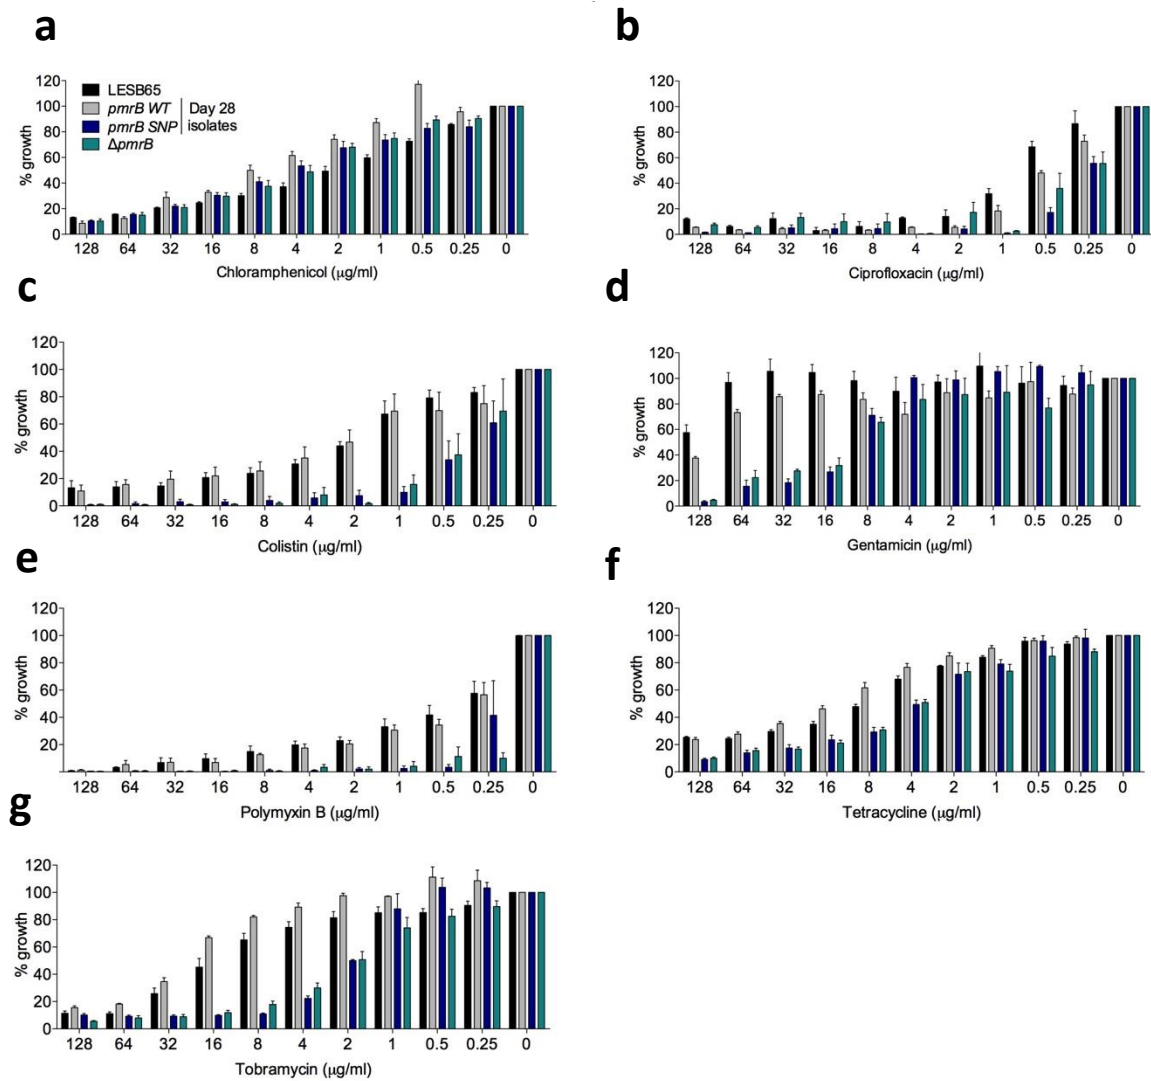 a
120
100
80
60
40
20
0
% growth
LESB65
pmrB WT
pmrB SNP
Day 28
isolates
ΔpmrB
128 64 32 16 8 4 2 1 0.5 0.25 0
Chloramphenicol (μg/ml)
b
120
100
80
60
40
20
0
% growth
128 64 32 16 8 4 2 1 0.5 0.25 0
Ciprofloxacin (μg/ml)
c
120
100
80
60
40
20
0
% growth
128 64 32 16 8 4 2 1 0.5 0.25 0
Colistin (μg/ml)
d
120
100
80
60
40
20
0
% growth
128 64 32 16 8 4 2 1 0.5 0.25 0
Gentamicin (μg/ml)
e
120
100
80
60
40
20
% growth
128 64 32 16 8 4 2 1 0.5 0.25 0
Polymyxin B (μg/ml)
f
120
100
80
60
40
20
0
% growth
128 64 32 16 8 4 2 1 0.5 0.25 0
Tetracycline (μg/ml)
g
120
100
80
60
40
20
0
% growth
128 64 32 16 8 4 2 1 0.5 0.25 0
Tobramycin (μg/ml)